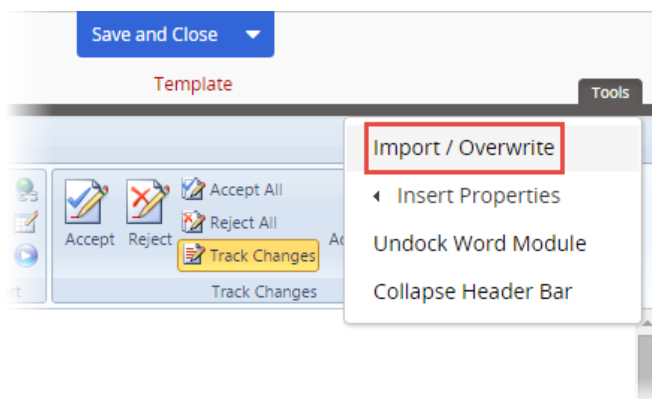 Save and Close
Template
Tools
Import / Overwrite
Insert Properties
Undock Word Module
Collapse Header Bar
Accept
Reject
Accept All
Reject All
Track Changes
Track Changes